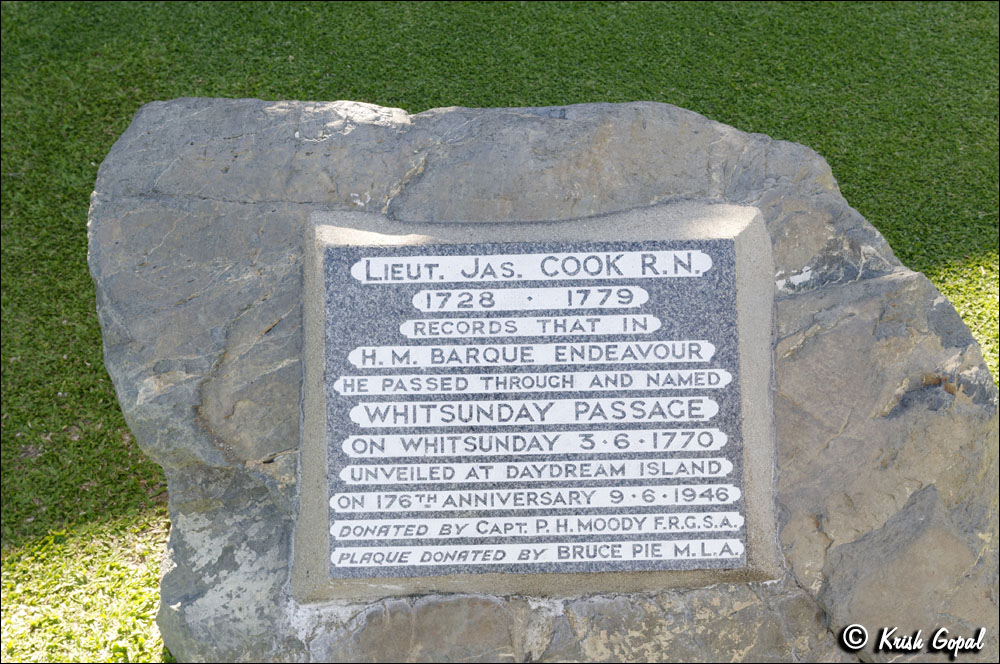 LIEUT. JAS. COOK R.N.
1728 · 1779
RECORDS THAT IN
H. M. BARQUE ENDEAVOUR
HE PASSED THROUGH AND NAMED
WHITSUNDAY PASSAGE
ON WHITSUNDAY 3·6·1770
UNVEILED AT DAYDREAM ISLAND
ON 176TH ANNIVERSARY 9·6·1946
DONATED BY CAPT. P. H. MOODY F.R.G.S.A.
PLAQUE DONATED BY BRUCE PIE M.L.A.
© Krish Gopal